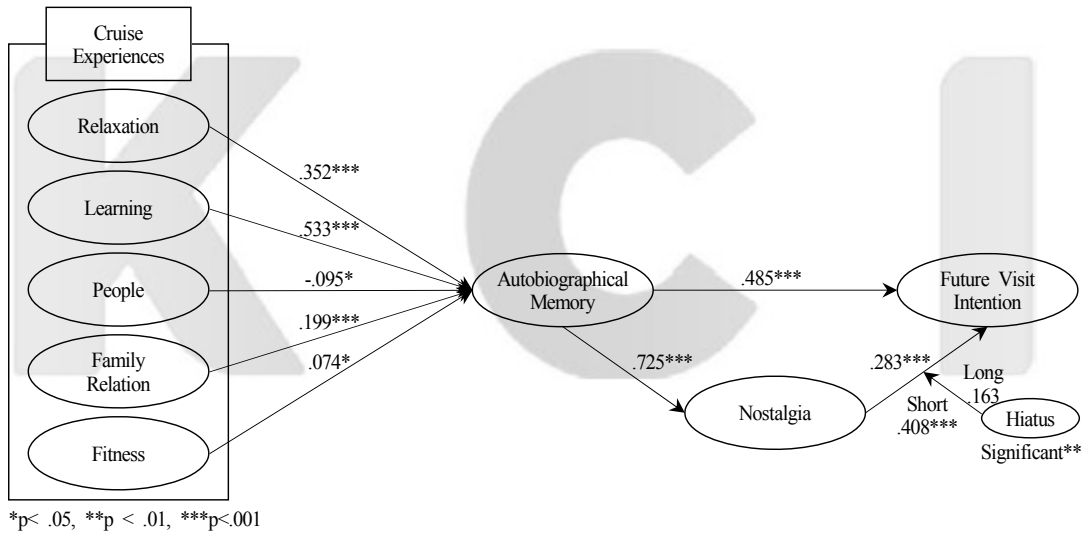 Cruise
Experiences
Relaxation
Learning
People
Family
Relation
Fitness
.352***
.533***
-.095*
.199***
.074*
Autobiographical
Memory
.485***
Future Visit
Intention
.725***
Nostalgia
.283***
Long
.163
Short
.408***
Hiatus
Significant**
*p< .05, **p < .01, ***p<.001
KCI